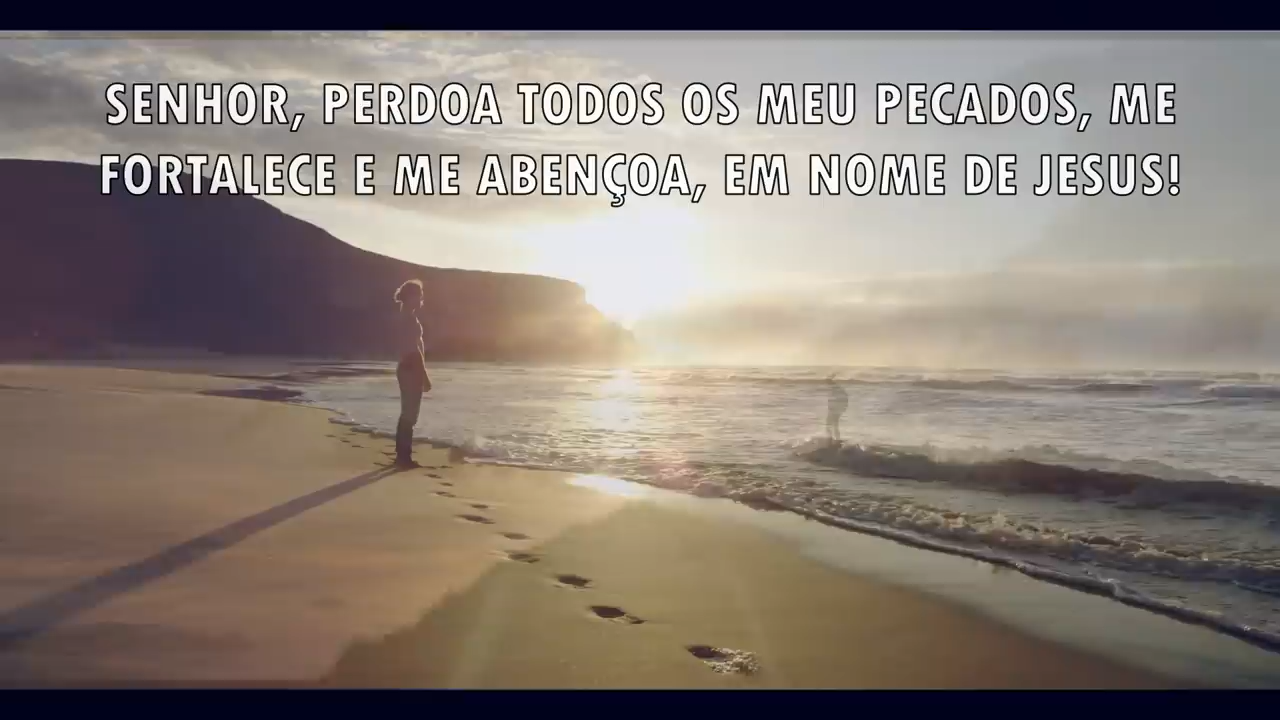 SENHOR, PERDOA TODOS OS MEU PECADOS, ME
FORTALECE E ME ABENÇOA, EM NOME DE JESUS!